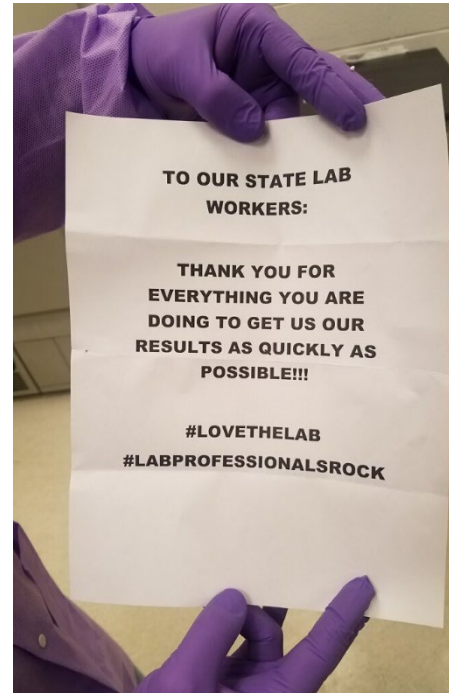 TO OUR STATE LAB
WORKERS:
THANK YOU FOR
EVERYTHING YOU ARE
DOING TO GET US OUR
RESULTS AS QUICKLY AS
POSSIBLE!!!
#LOVETHELAB
#LABPROFESSIONALSROCK